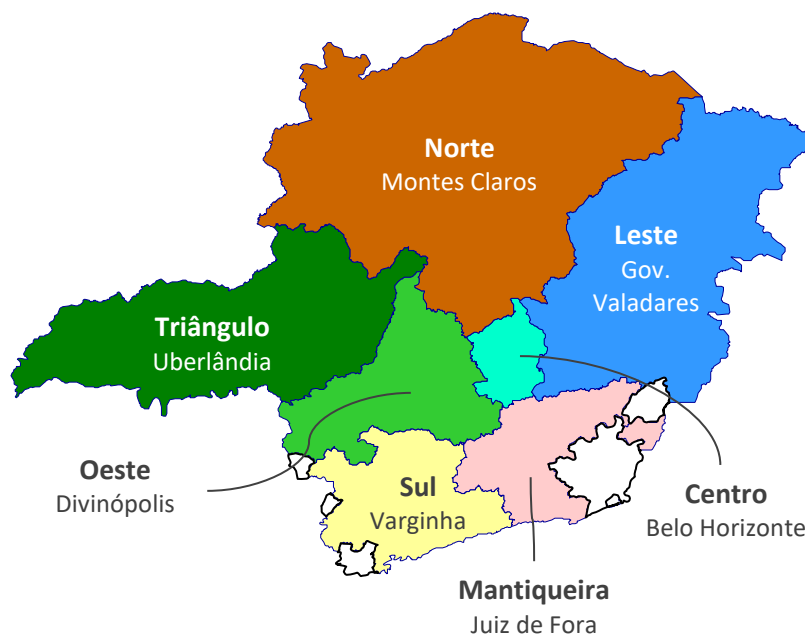 Norte
Montes Claros
Leste
Gov.
Valadares
Triângulo
Uberlândia
Oeste
Divinópolis
Sul
Varginha
Centro
Belo Horizonte
Mantiqueira
Juiz de Fora